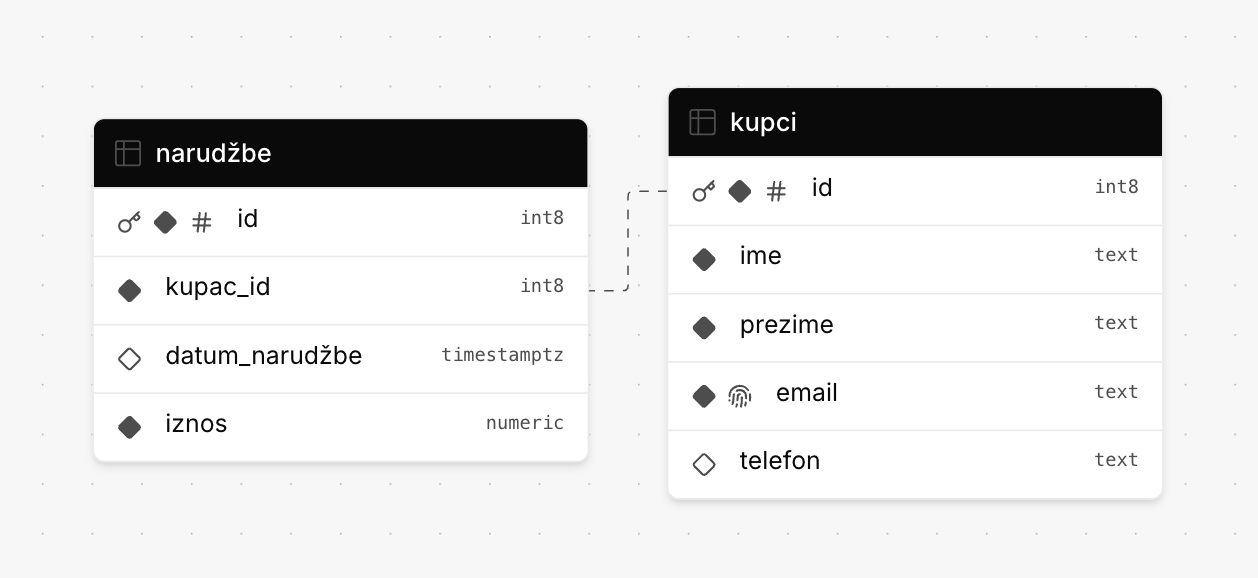 narudžbe
id int8
kupac_id int8
datum_narudžbe timestamptz
iznos numeric
kupci
id int8
ime text
prezime text
email text
telefon text